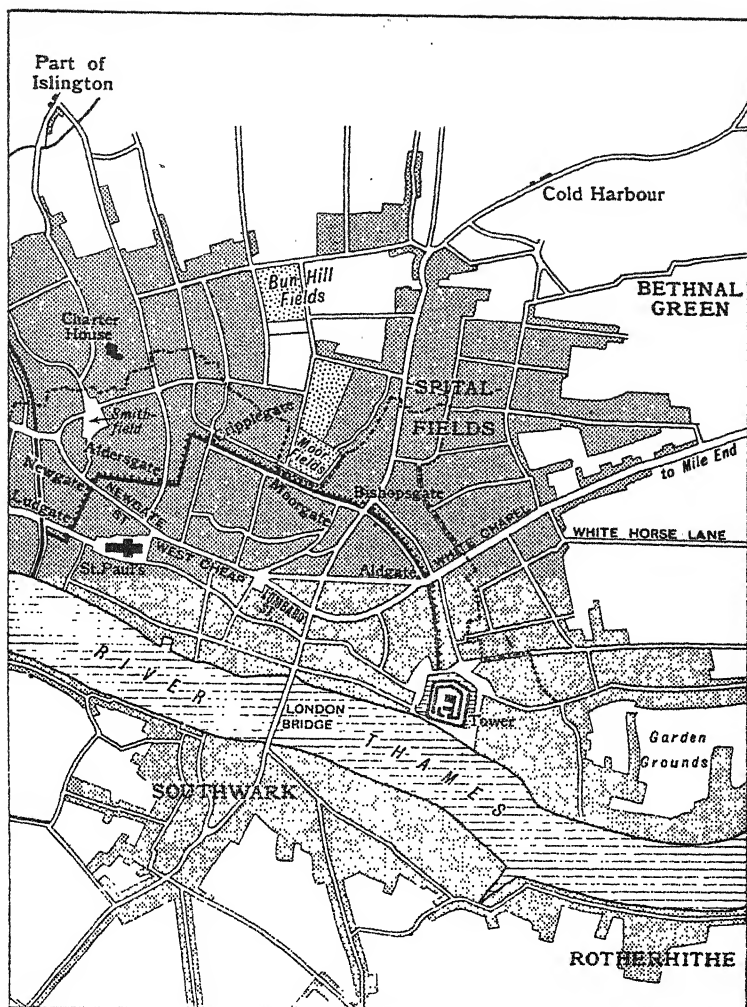 Part of
Islington
Cold Harbour
Bun Hill
Fields
BETHNAL
GREEN
Charter
House
SPITAL-
FIELDS
Smith-
field
Cripplegate
Moor
Fields
Aldersgate
to Mile End
Newgate
NEWGATE
ST
Moorgate
Bishopsgate
Ludgate
WHITE CHAPEL
WHITE HORSE LANE
St.Paul's
WEST CHEAP
Aldgate
LOMBARD
ST
RIVER
LONDON
BRIDGE
Tower
THAMES
Garden
Grounds
SOUTHWARK
ROTHERHITHE